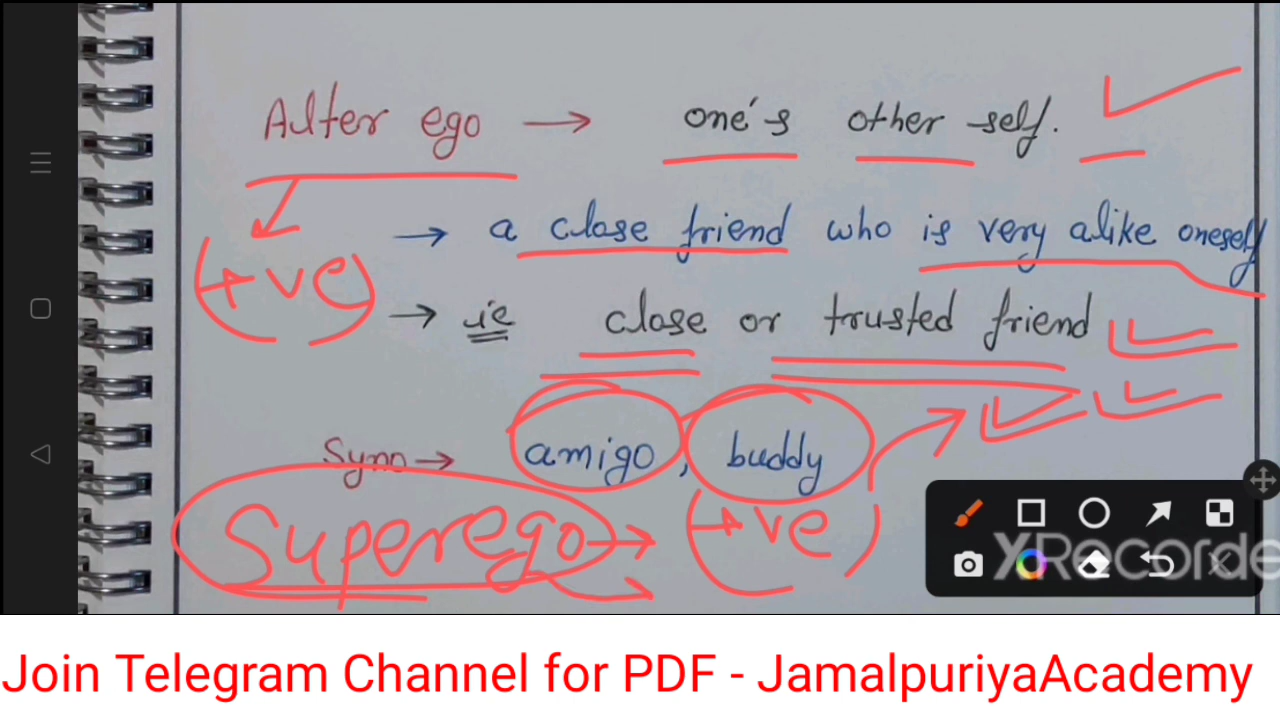 Alter ego → one's other self.
(+ve) → a close friend who is very alike oneself
→ ie close or trusted friend
Syno → amigo, buddy
Superego → (+ve)
XRecorde
Join Telegram Channel for PDF - JamalpuriyaAcademy